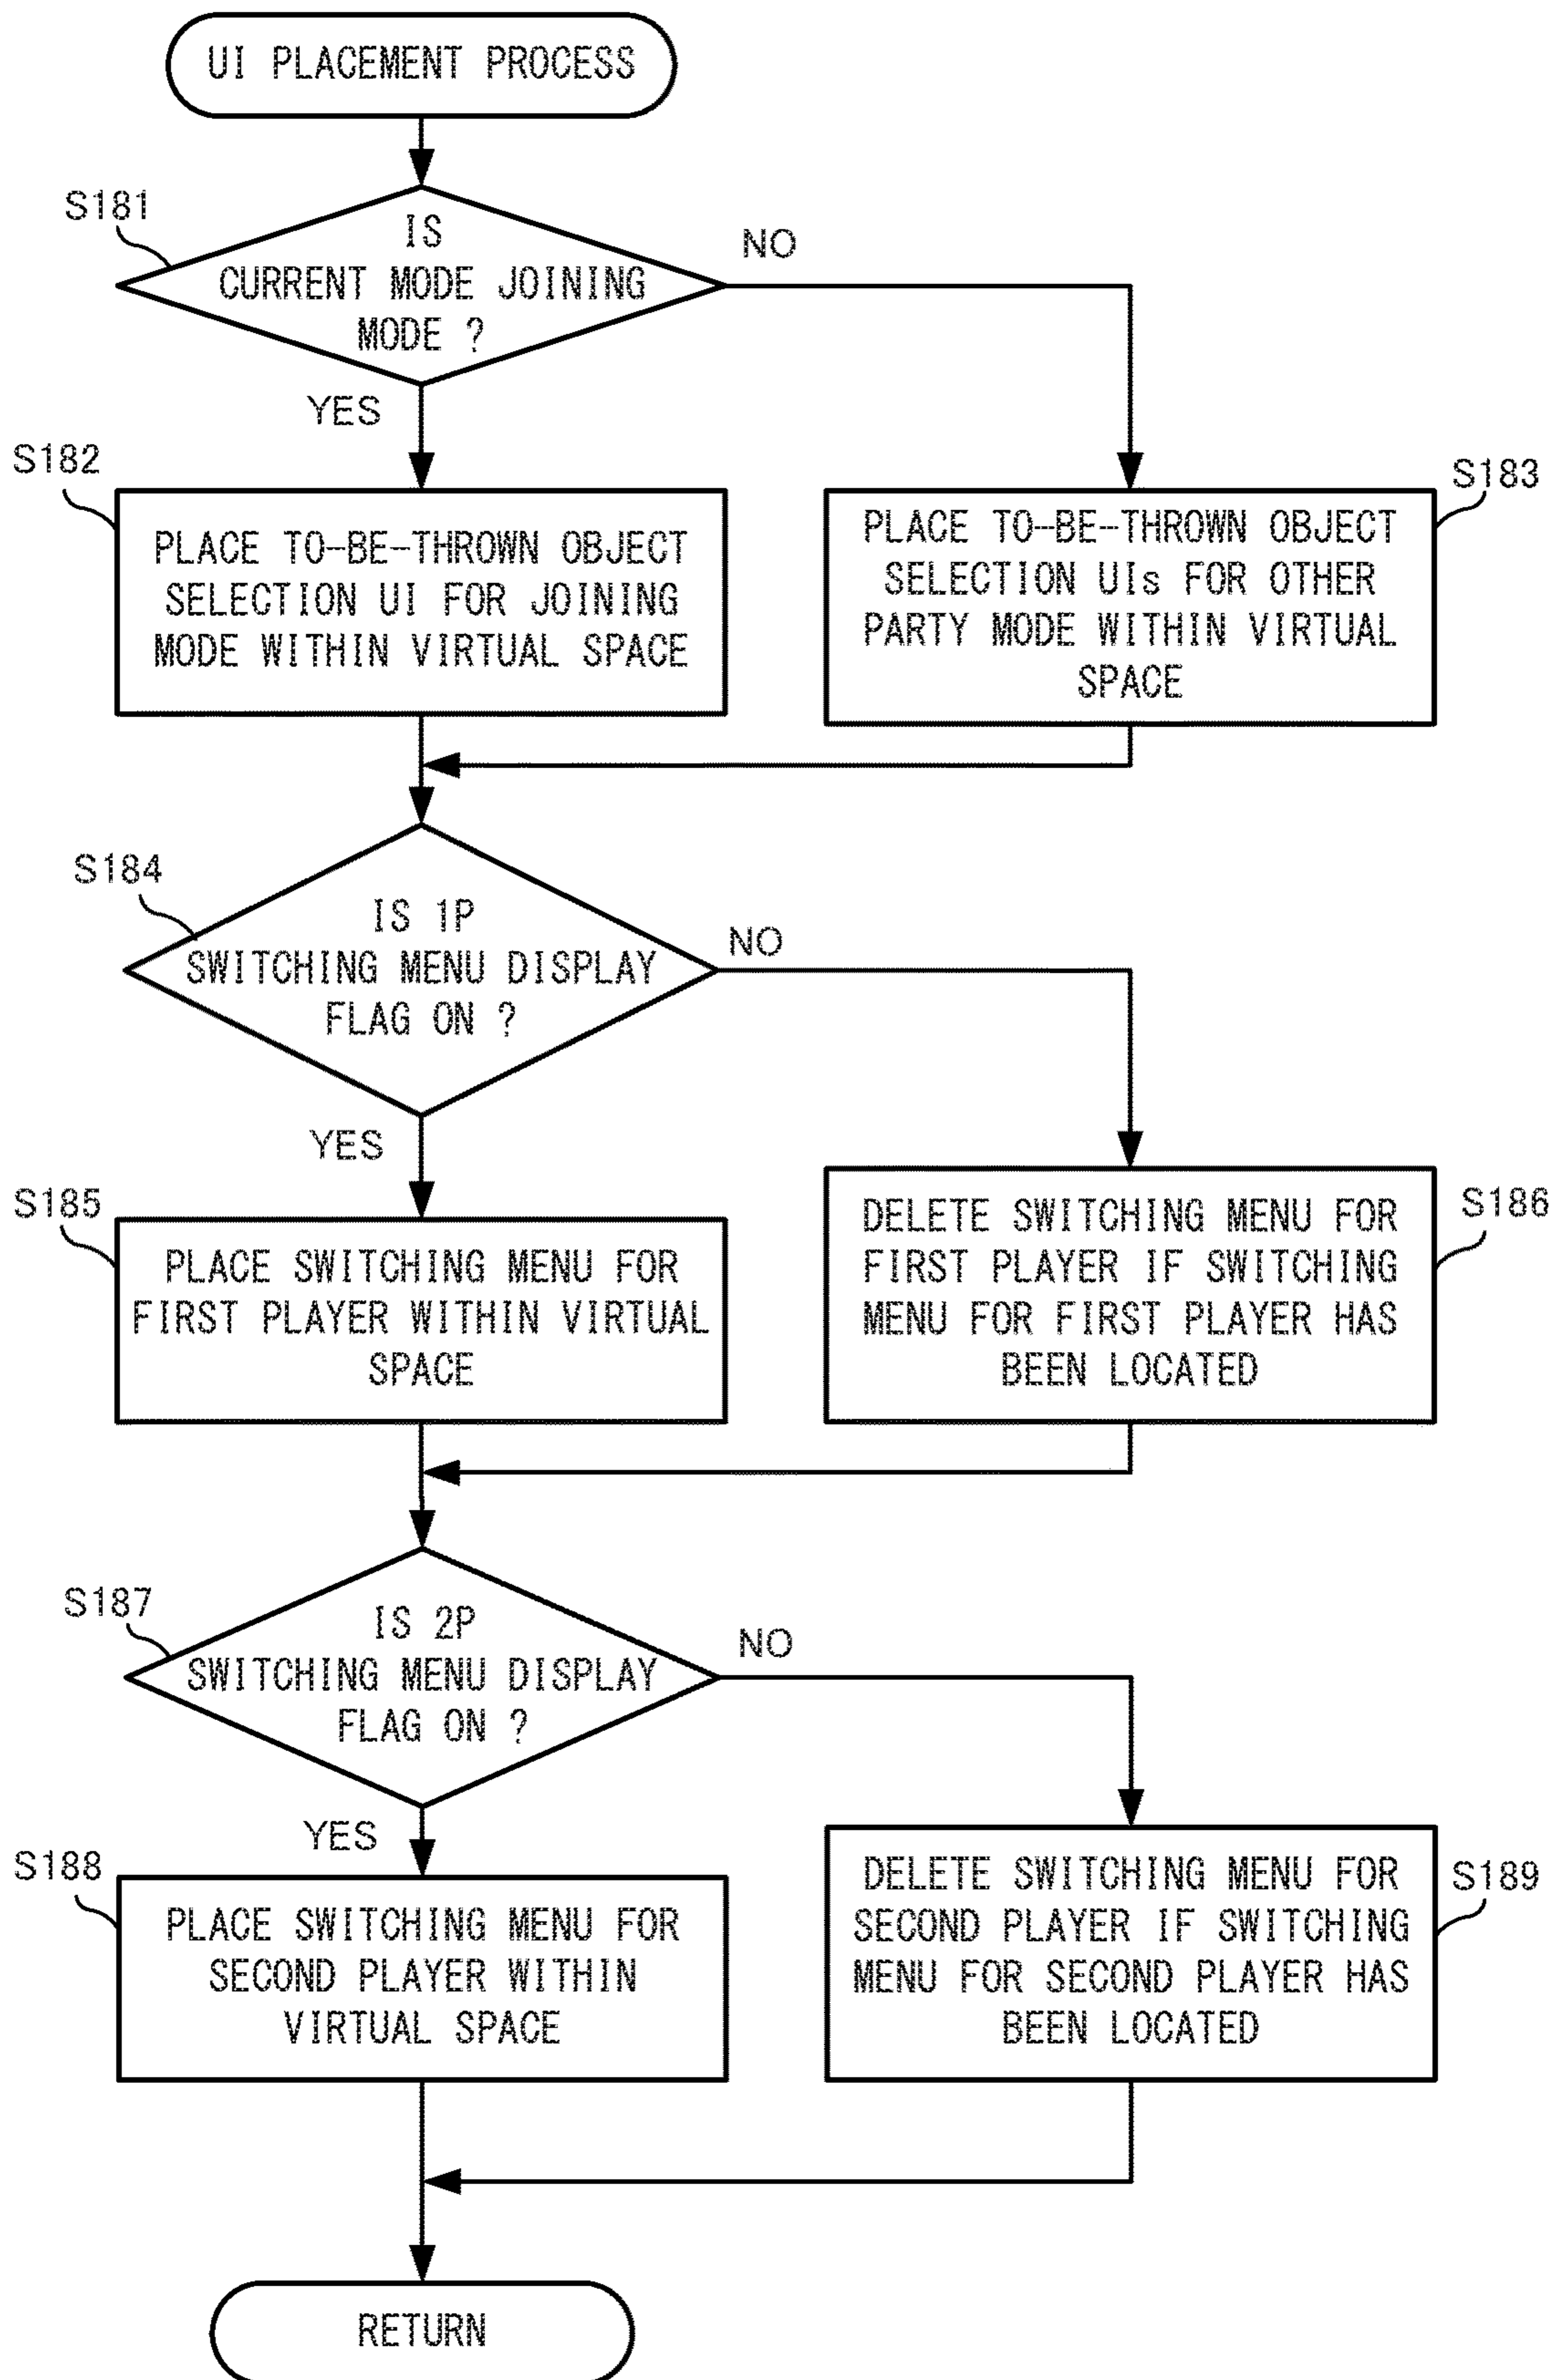 UI PLACEMENT PROCESS
S181
IS
CURRENT MODE JOINING
MODE ?
NO
YES
S182
PLACE TO-BE-THROWN OBJECT
SELECTION UI FOR JOINING
MODE WITHIN VIRTUAL SPACE
S183
PLACE TO-BE-THROWN OBJECT
SELECTION UIs FOR OTHER
PARTY MODE WITHIN VIRTUAL
SPACE
S184
IS 1P
SWITCHING MENU DISPLAY
FLAG ON ?
NO
YES
S185
PLACE SWITCHING MENU FOR
FIRST PLAYER WITHIN VIRTUAL
SPACE
S186
DELETE SWITCHING MENU FOR
FIRST PLAYER IF SWITCHING
MENU FOR FIRST PLAYER HAS
BEEN LOCATED
S187
IS 2P
SWITCHING MENU DISPLAY
FLAG ON ?
NO
YES
S188
PLACE SWITCHING MENU FOR
SECOND PLAYER WITHIN
VIRTUAL SPACE
S189
DELETE SWITCHING MENU FOR
SECOND PLAYER IF SWITCHING
MENU FOR SECOND PLAYER HAS
BEEN LOCATED
RETURN